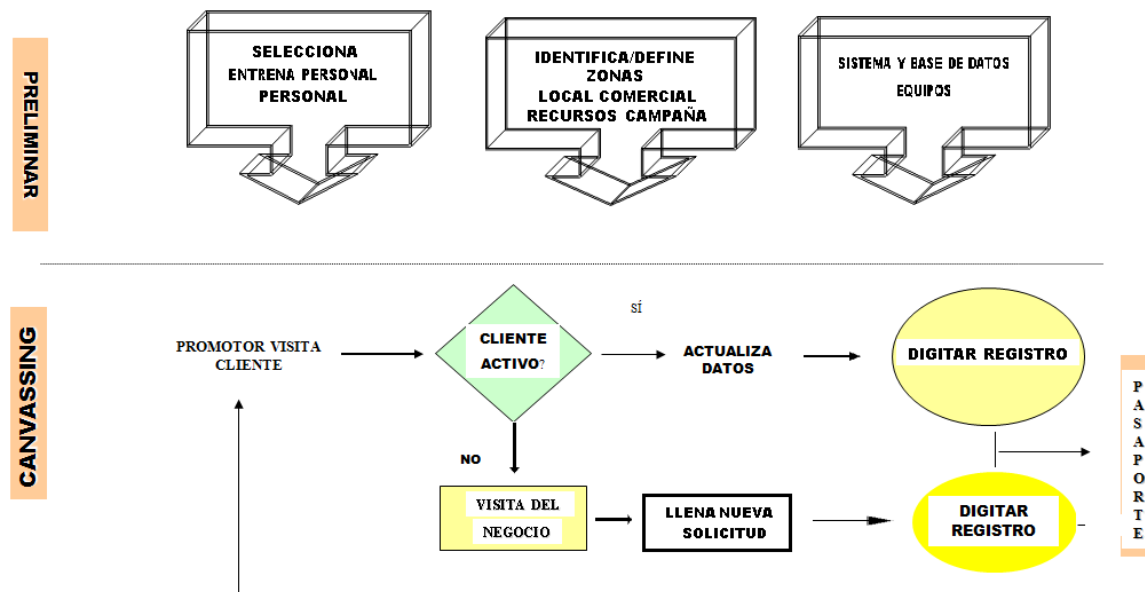 PRELIMINAR
SELECCIONA
ENTRENA PERSONAL
PERSONAL
IDENTIFICA/DEFINE
ZONAS
LOCAL COMERCIAL
RECURSOS CAMPAÑA
SISTEMA Y BASE DE DATOS
EQUIPOS
CANVASSING
PROMOTOR VISITA
CLIENTE
CLIENTE
ACTIVO?
SÍ
ACTUALIZA
DATOS
DIGITAR REGISTRO
NO
VISITA DEL
NEGOCIO
LLENA NUEVA
SOLICITUD
DIGITAR
REGISTRO
PASAPORTE